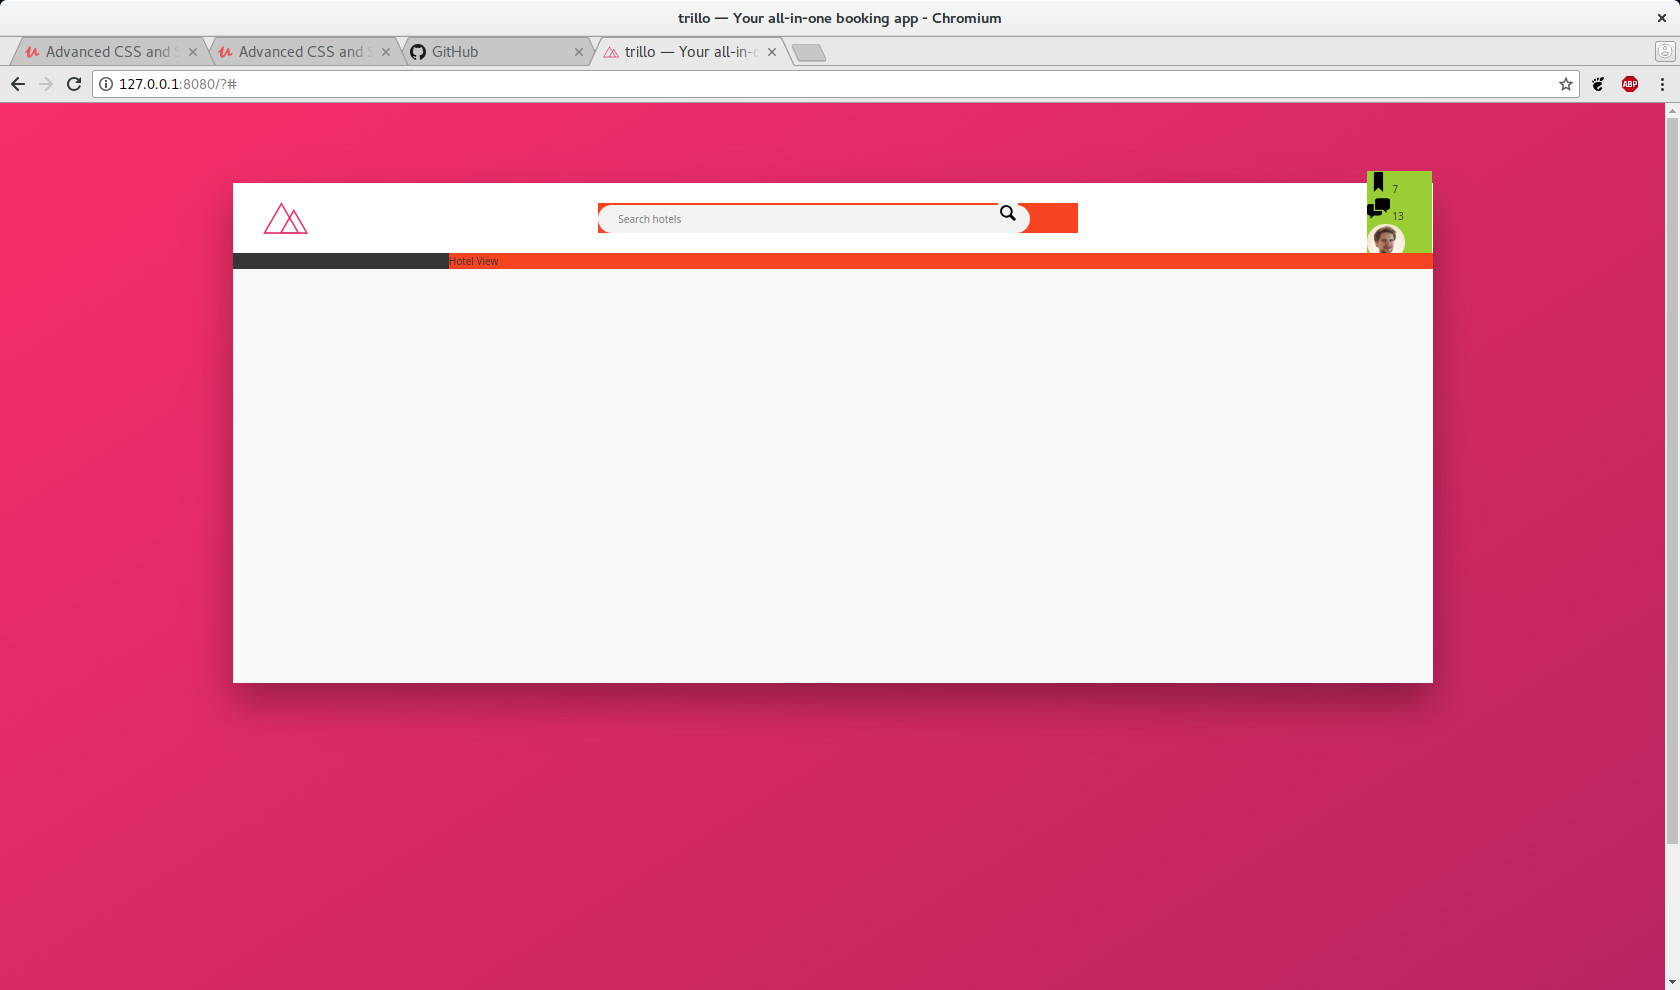 trillo — Your all-in-one booking app - Chromium
Advanced CSS and S
Advanced CSS and S
GitHub
trillo — Your all-in-o
127.0.0.1:8080/?#
ABP
7
Search hotels
13
Hotel View